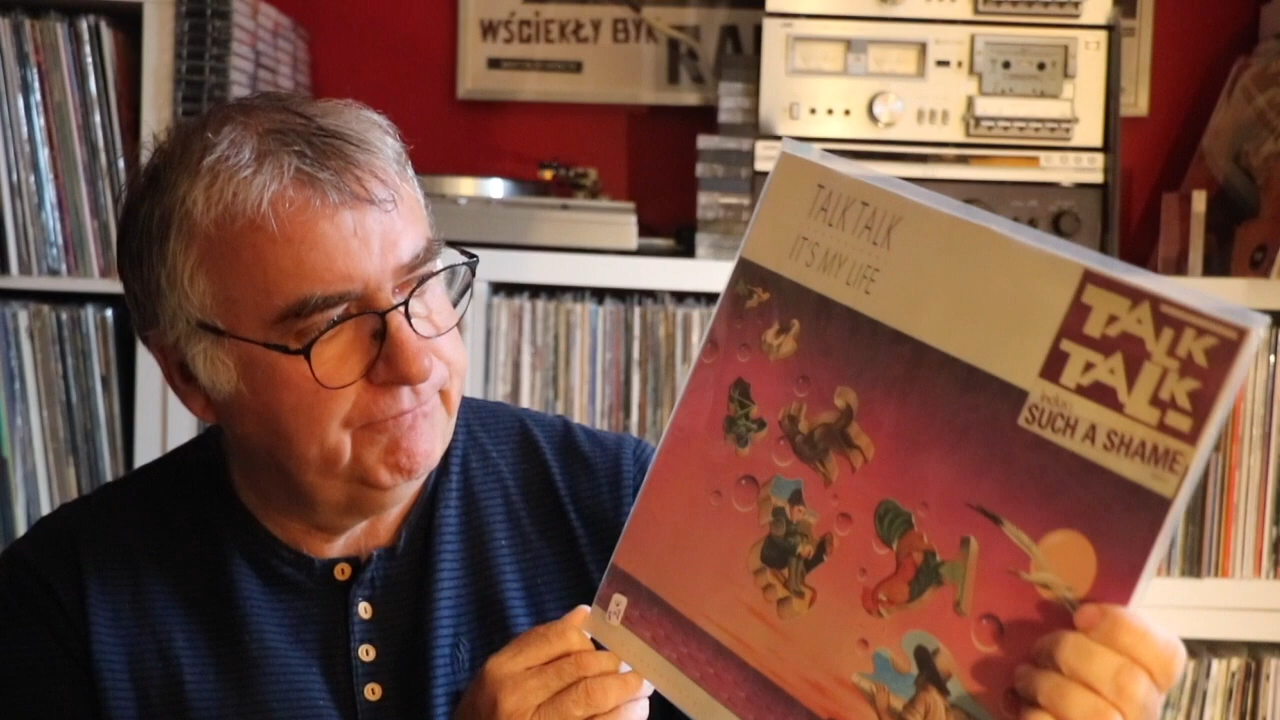 WŚCIEKŁY BYK
TALK TALK
IT'S MY LIFE
TALK
TALK
SUCH A SHAME